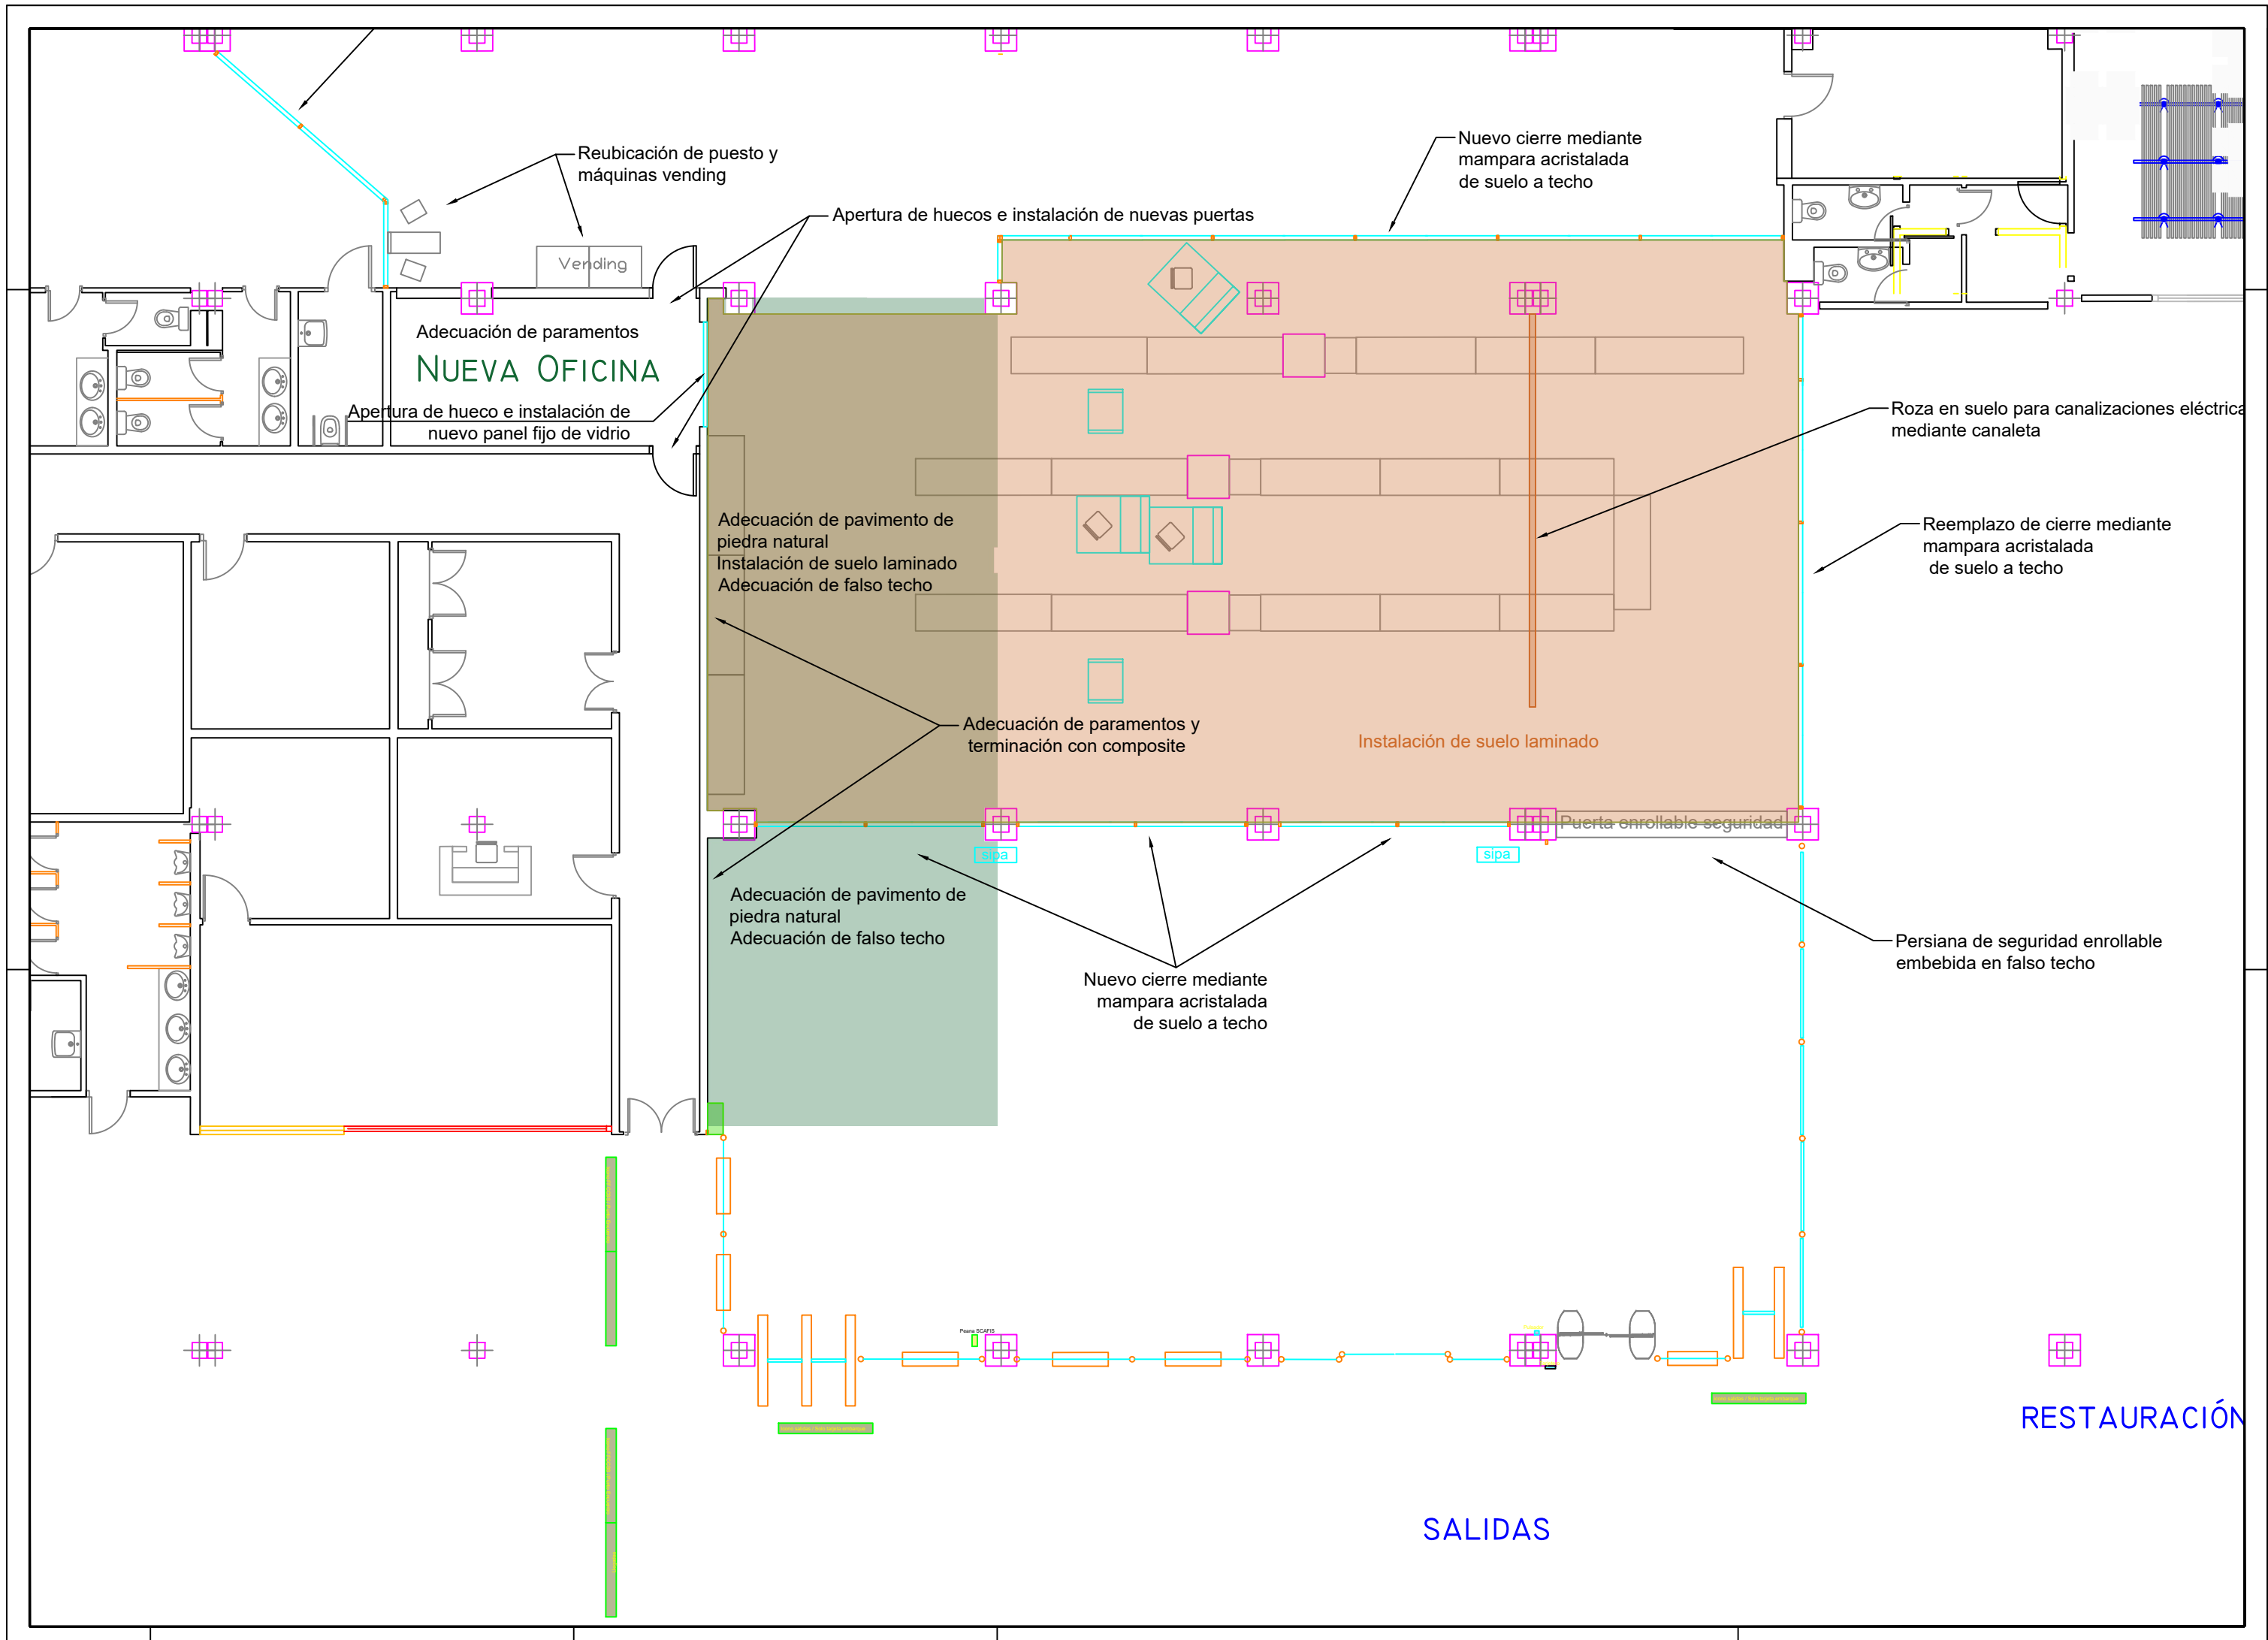 Reubicación de puesto y
máquinas vending
Nuevo cierre mediante
mampara acristalada
de suelo a techo
Apertura de huecos e instalación de nuevas puertas
Vending
Adecuación de paramentos
NUEVA OFICINA
Apertura de hueco e instalación de
nuevo panel fijo de vidrio
Roza en suelo para canalizaciones eléctrica
mediante canaleta
Adecuación de pavimento de
piedra natural
Instalación de suelo laminado
Adecuación de falso techo
Reemplazo de cierre mediante
mampara acristalada
de suelo a techo
Adecuación de paramentos y
terminación con composite
Instalación de suelo laminado
Puerta enrollable seguridad
sipa
sipa
Adecuación de pavimento de
piedra natural
Adecuación de falso techo
Persiana de seguridad enrollable
embebida en falso techo
Nuevo cierre mediante
mampara acristalada
de suelo a techo
Peana SCAFIS
RESTAURACIÓN
SALIDAS